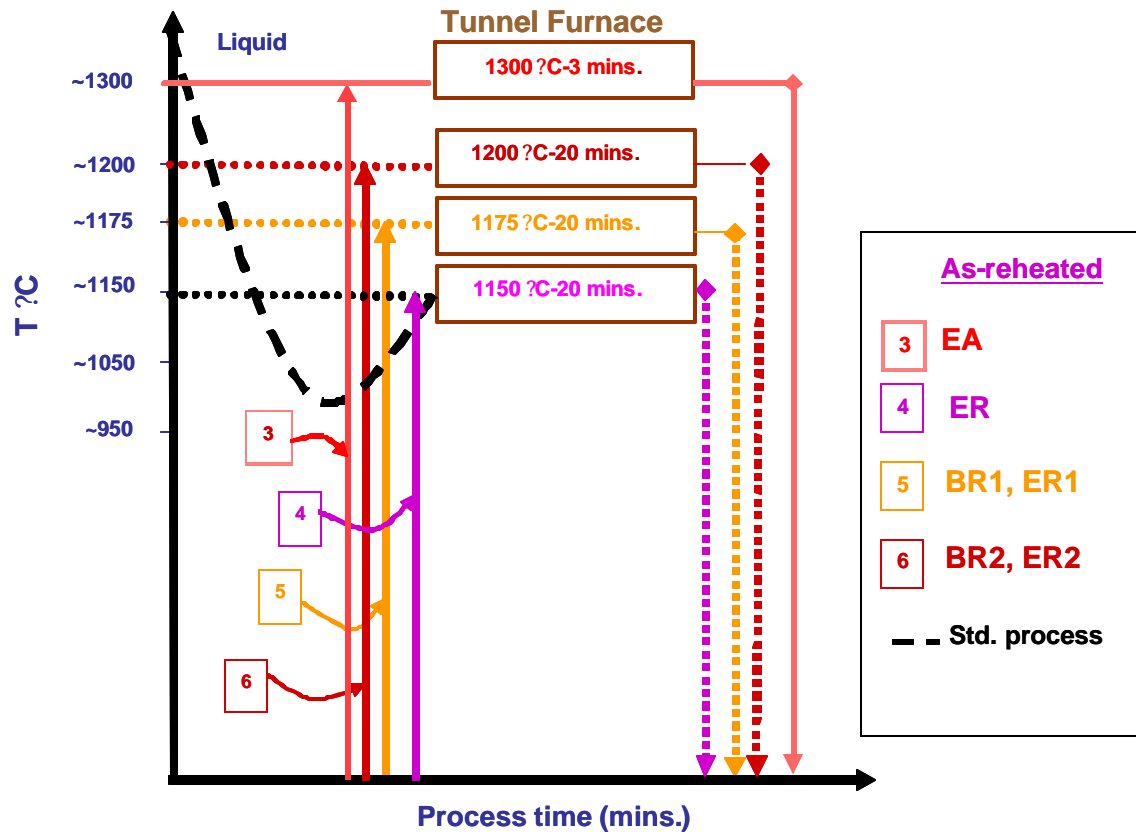 Tunnel Furnace
Liquid
1300 ?C-3 mins.
~1300
1200 ?C-20 mins.
~1200
1175 ?C-20 mins.
~1175
1150 ?C-20 mins.
~1150
T ?C
~1050
~950
3
4
5
6
Process time (mins.)
As-reheated
3 EA
4 ER
5 BR1, ER1
6 BR2, ER2
Std. process